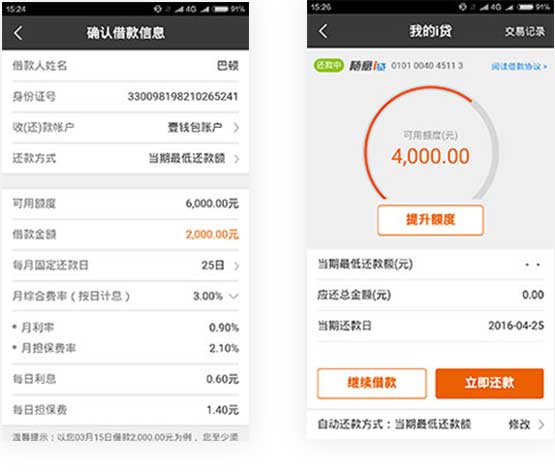 15:24
4G 91%
确认借款信息
借款人姓名 巴顿
身份证号 330098198210265241
收(还)款帐户 壹钱包账户
还款方式 当期最低还款额
可用额度 6,000.00元
借款金额 2,000.00元
每月固定还款日 25日
月综合费率（按日计息） 3.00%
* 月利率 0.90%
* 月担保费率 2.10%
每日利息 0.60元
每日担保费 1.40元
温馨提示：以您03月15日借款2,000.00元为例，您至少须
15:26
4G 91%
我的i贷 交易记录
还款中 随意i贷 0101 0040 4511 3 阅读借款协议 »
可用额度(元)
4,000.00
提升额度
当期最低还款额(元) - -
应还总金额(元) 0.00
当期还款日 2016-04-25
继续借款 立即还款
自动还款方式：当期最低还款额 修改